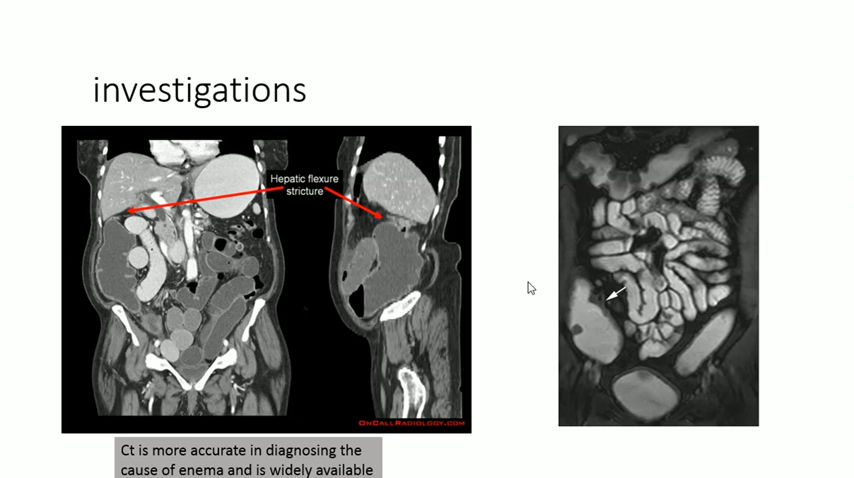 investigations
Hepatic flexure
stricture
OnCallRadiology.com
Ct is more accurate in diagnosing the
cause of enema and is widely available